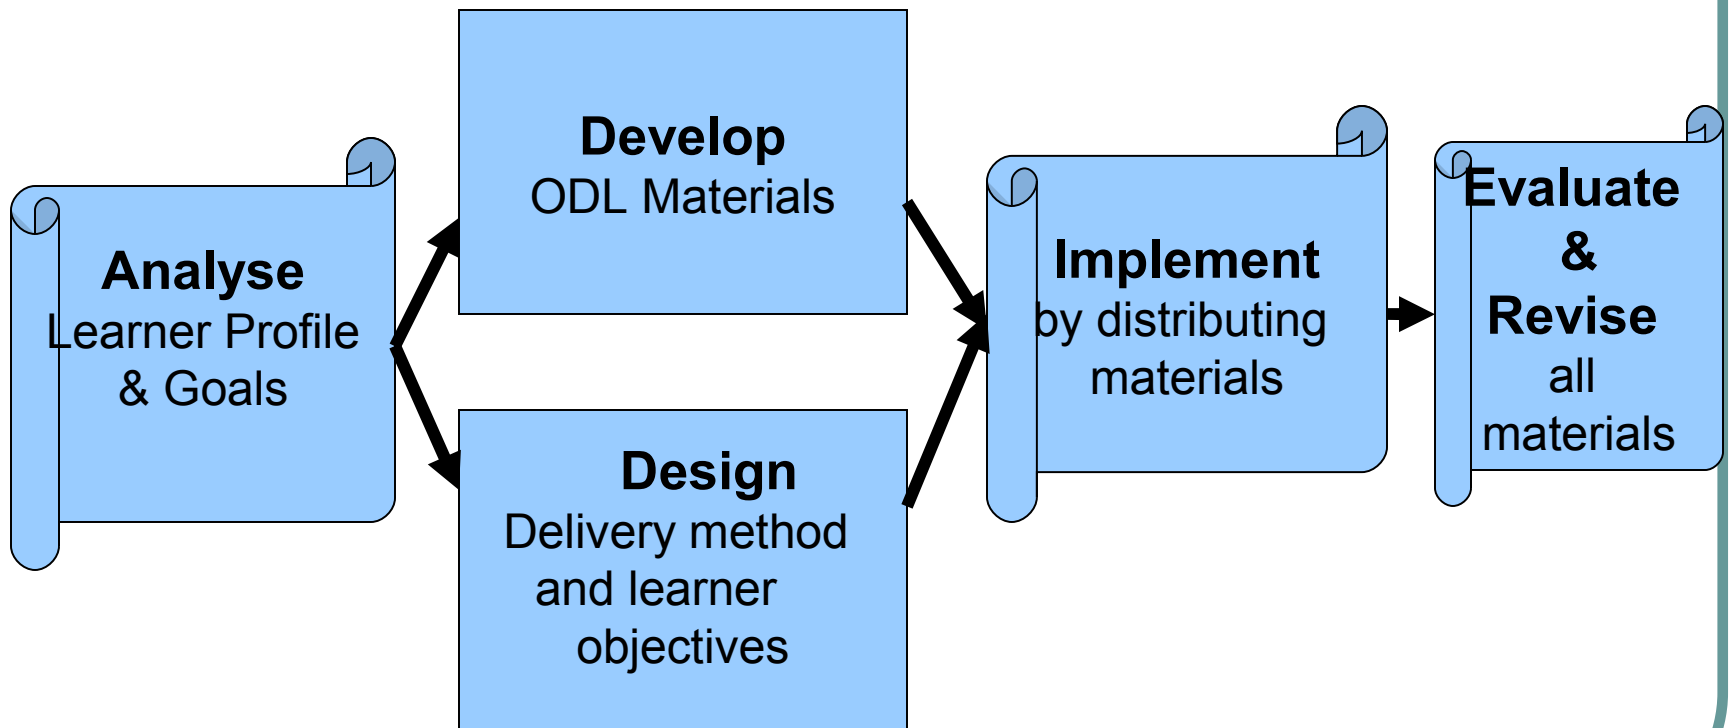 Analyse
Learner Profile
& Goals
Develop
ODL Materials
Design
Delivery method
and learner
objectives
Implement
by distributing
materials
Evaluate
&
Revise
all
materials